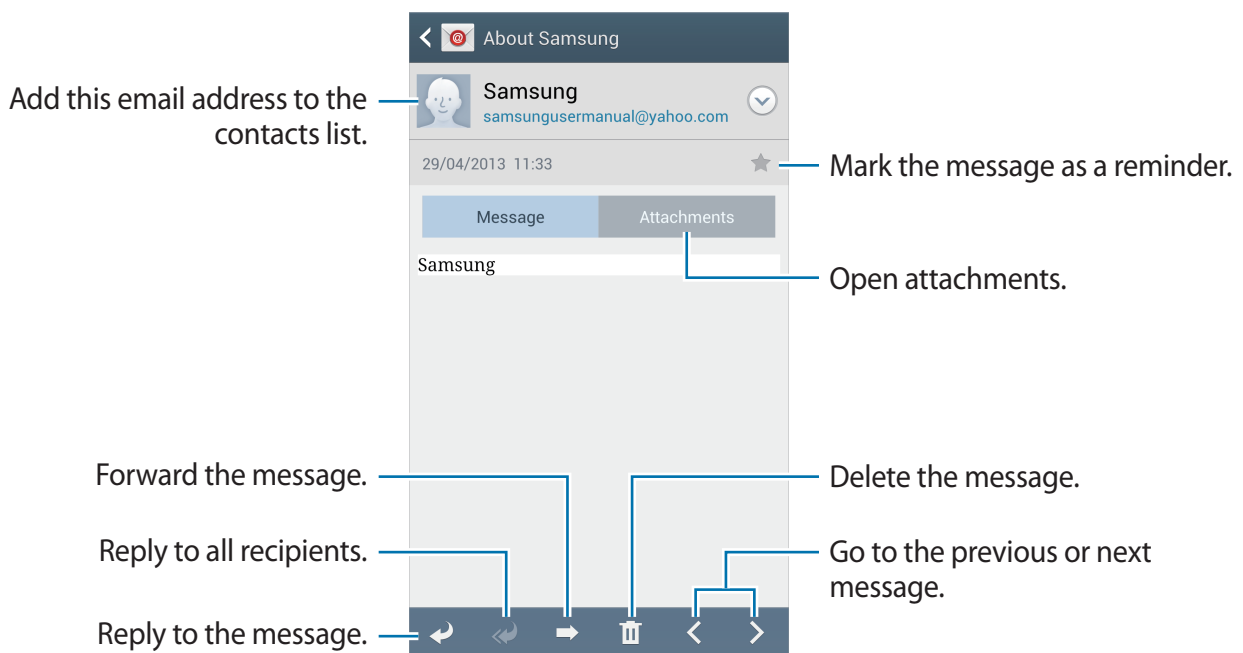 About Samsung
Add this email address to the
contacts list.
Samsung
samsungusermanual@yahoo.com
29/04/2013 11:33
Mark the message as a reminder.
Message
Attachments
Samsung
Open attachments.
Forward the message.
Delete the message.
Reply to all recipients.
Go to the previous or next
message.
Reply to the message.